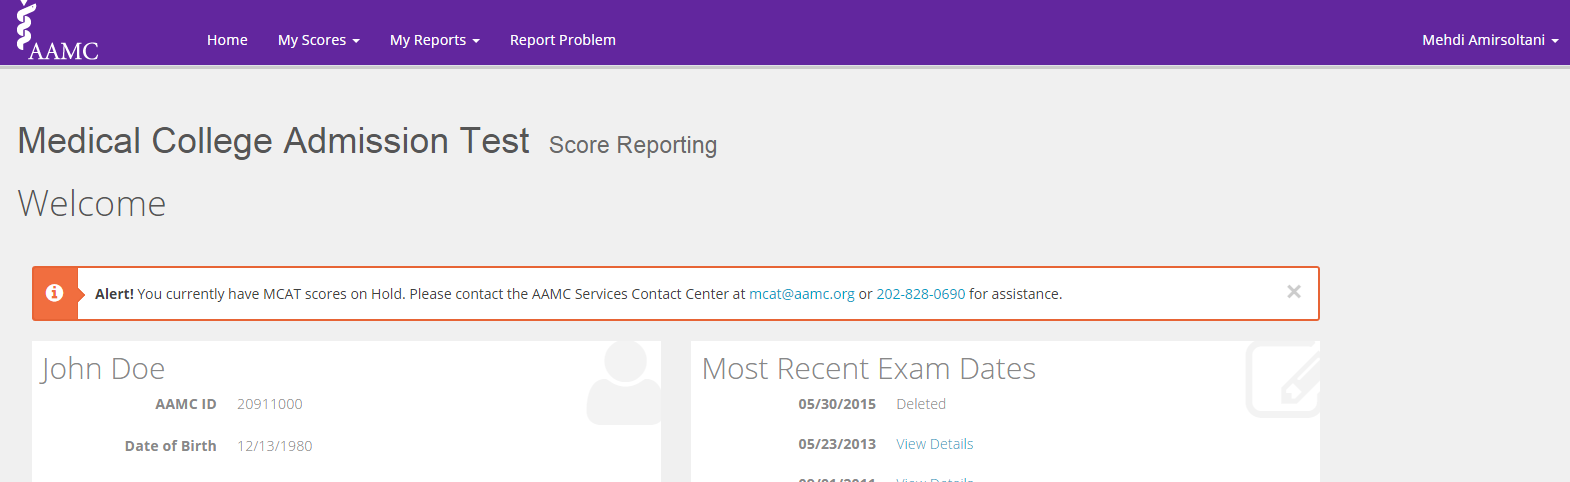 AAMC
Home My Scores My Reports Report Problem Mehdi Amirsoltani
Medical College Admission Test Score Reporting
Welcome
Alert! You currently have MCAT scores on Hold. Please contact the AAMC Services Contact Center at mcat@aamc.org or 202-828-0690 for assistance.
John Doe
AAMC ID 20911000
Date of Birth 12/13/1980
Most Recent Exam Dates
05/30/2015 Deleted
05/23/2013 View Details
View Details